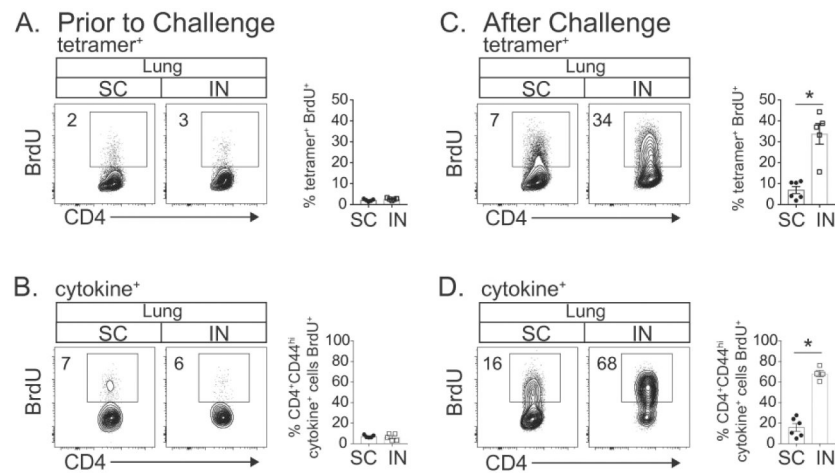 A. Prior to Challenge
tetramer⁺
Lung
SC IN
2 3
BrdU
CD4
% tetramer⁺ BrdU⁺
50
40
30
20
10
0
SC IN
C. After Challenge
tetramer⁺
Lung
SC IN
7 34
BrdU
CD4
% tetramer⁺ BrdU⁺
50
40
30
20
10
0
*
SC IN
B. cytokine⁺
Lung
SC IN
7 6
BrdU
CD4
% CD4⁺CD44ʰⁱ
cytokine⁺ cells BrdU⁺
100
80
60
40
20
0
SC IN
D. cytokine⁺
Lung
SC IN
16 68
BrdU
CD4
% CD4⁺CD44ʰⁱ
cytokine⁺ cells BrdU⁺
100
80
60
40
20
0
*
SC IN